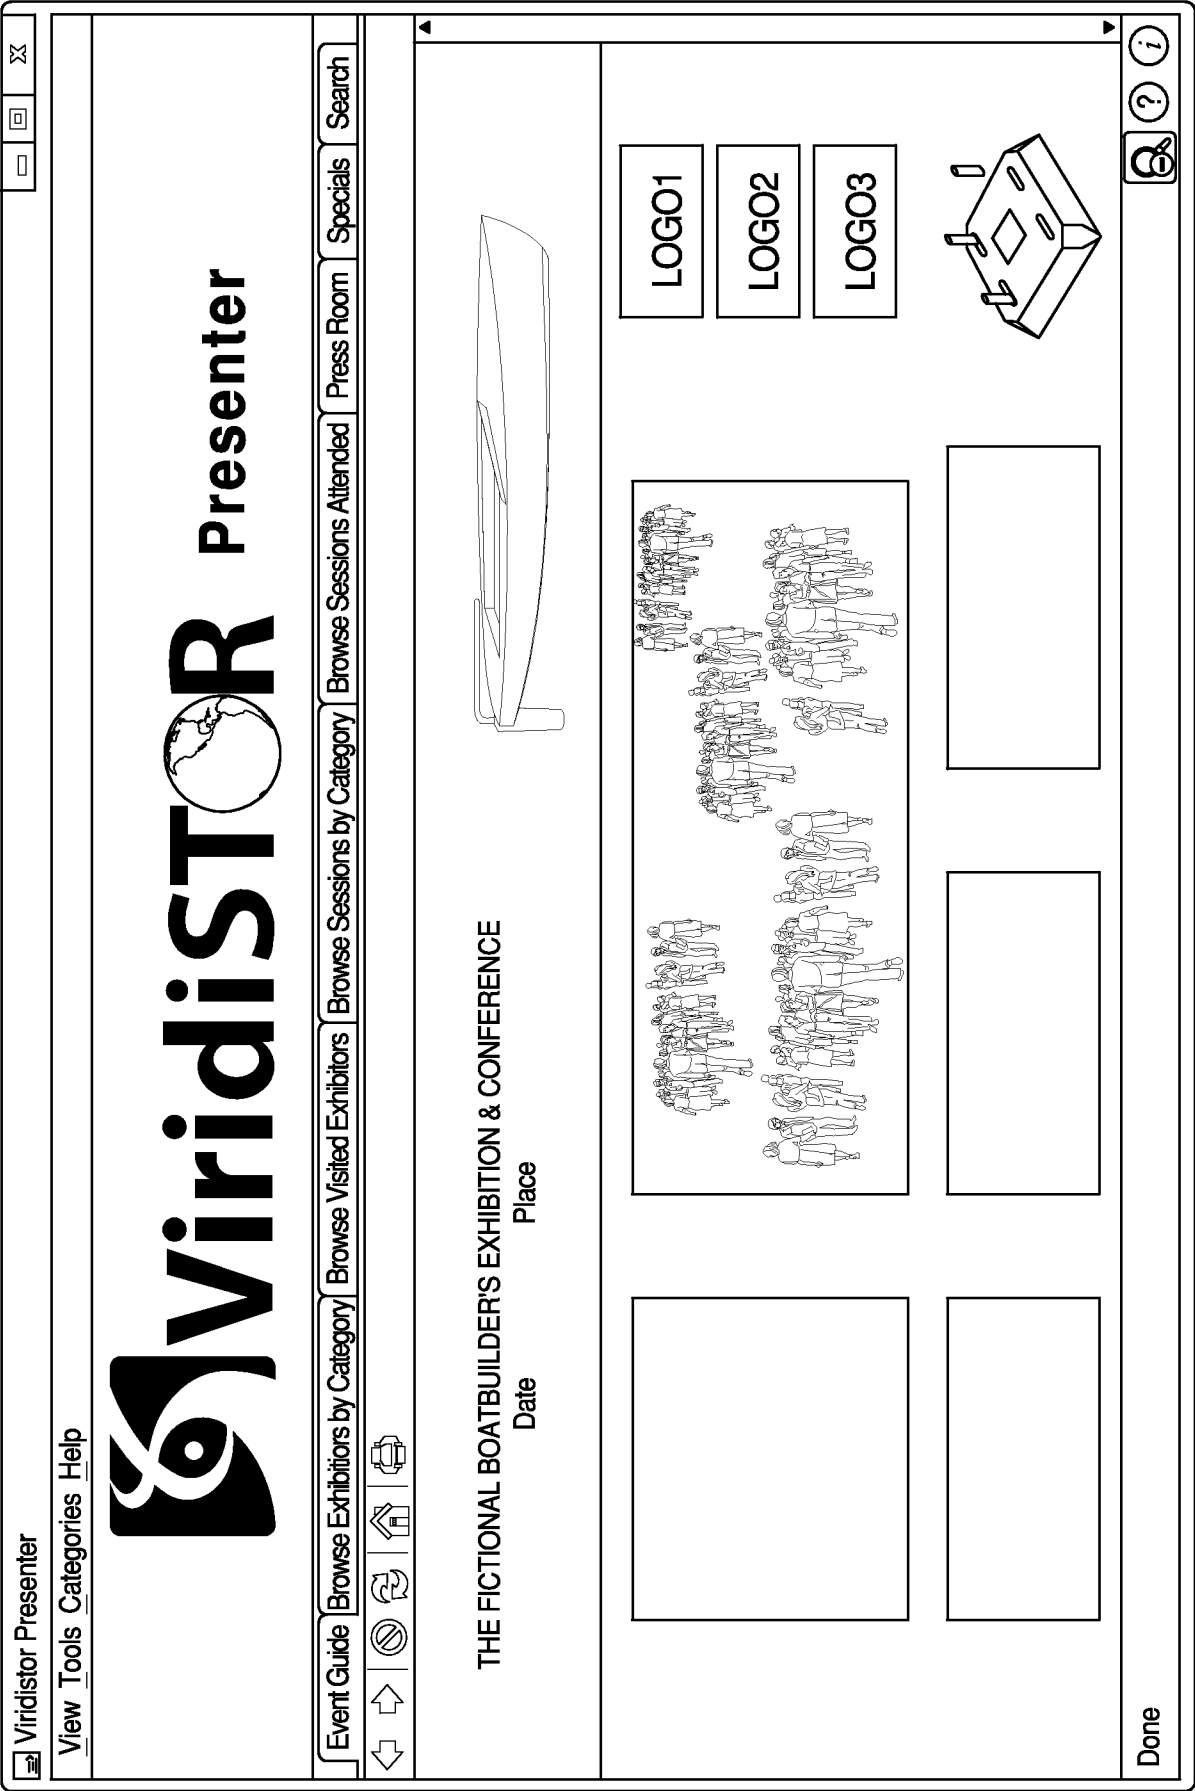 Viridistor Presenter
View Tools Categories Help
ViridiSTOR Presenter
Event Guide Browse Exhibitiors by Category Browse Visited Exhibitors Browse Sessions by Category Browse Sessions Attended Press Room Specials Search
THE FICTIONAL BOATBUILDER'S EXHIBITION & CONFERENCE
Date Place
LOGO1
LOGO2
LOGO3
Done ? i